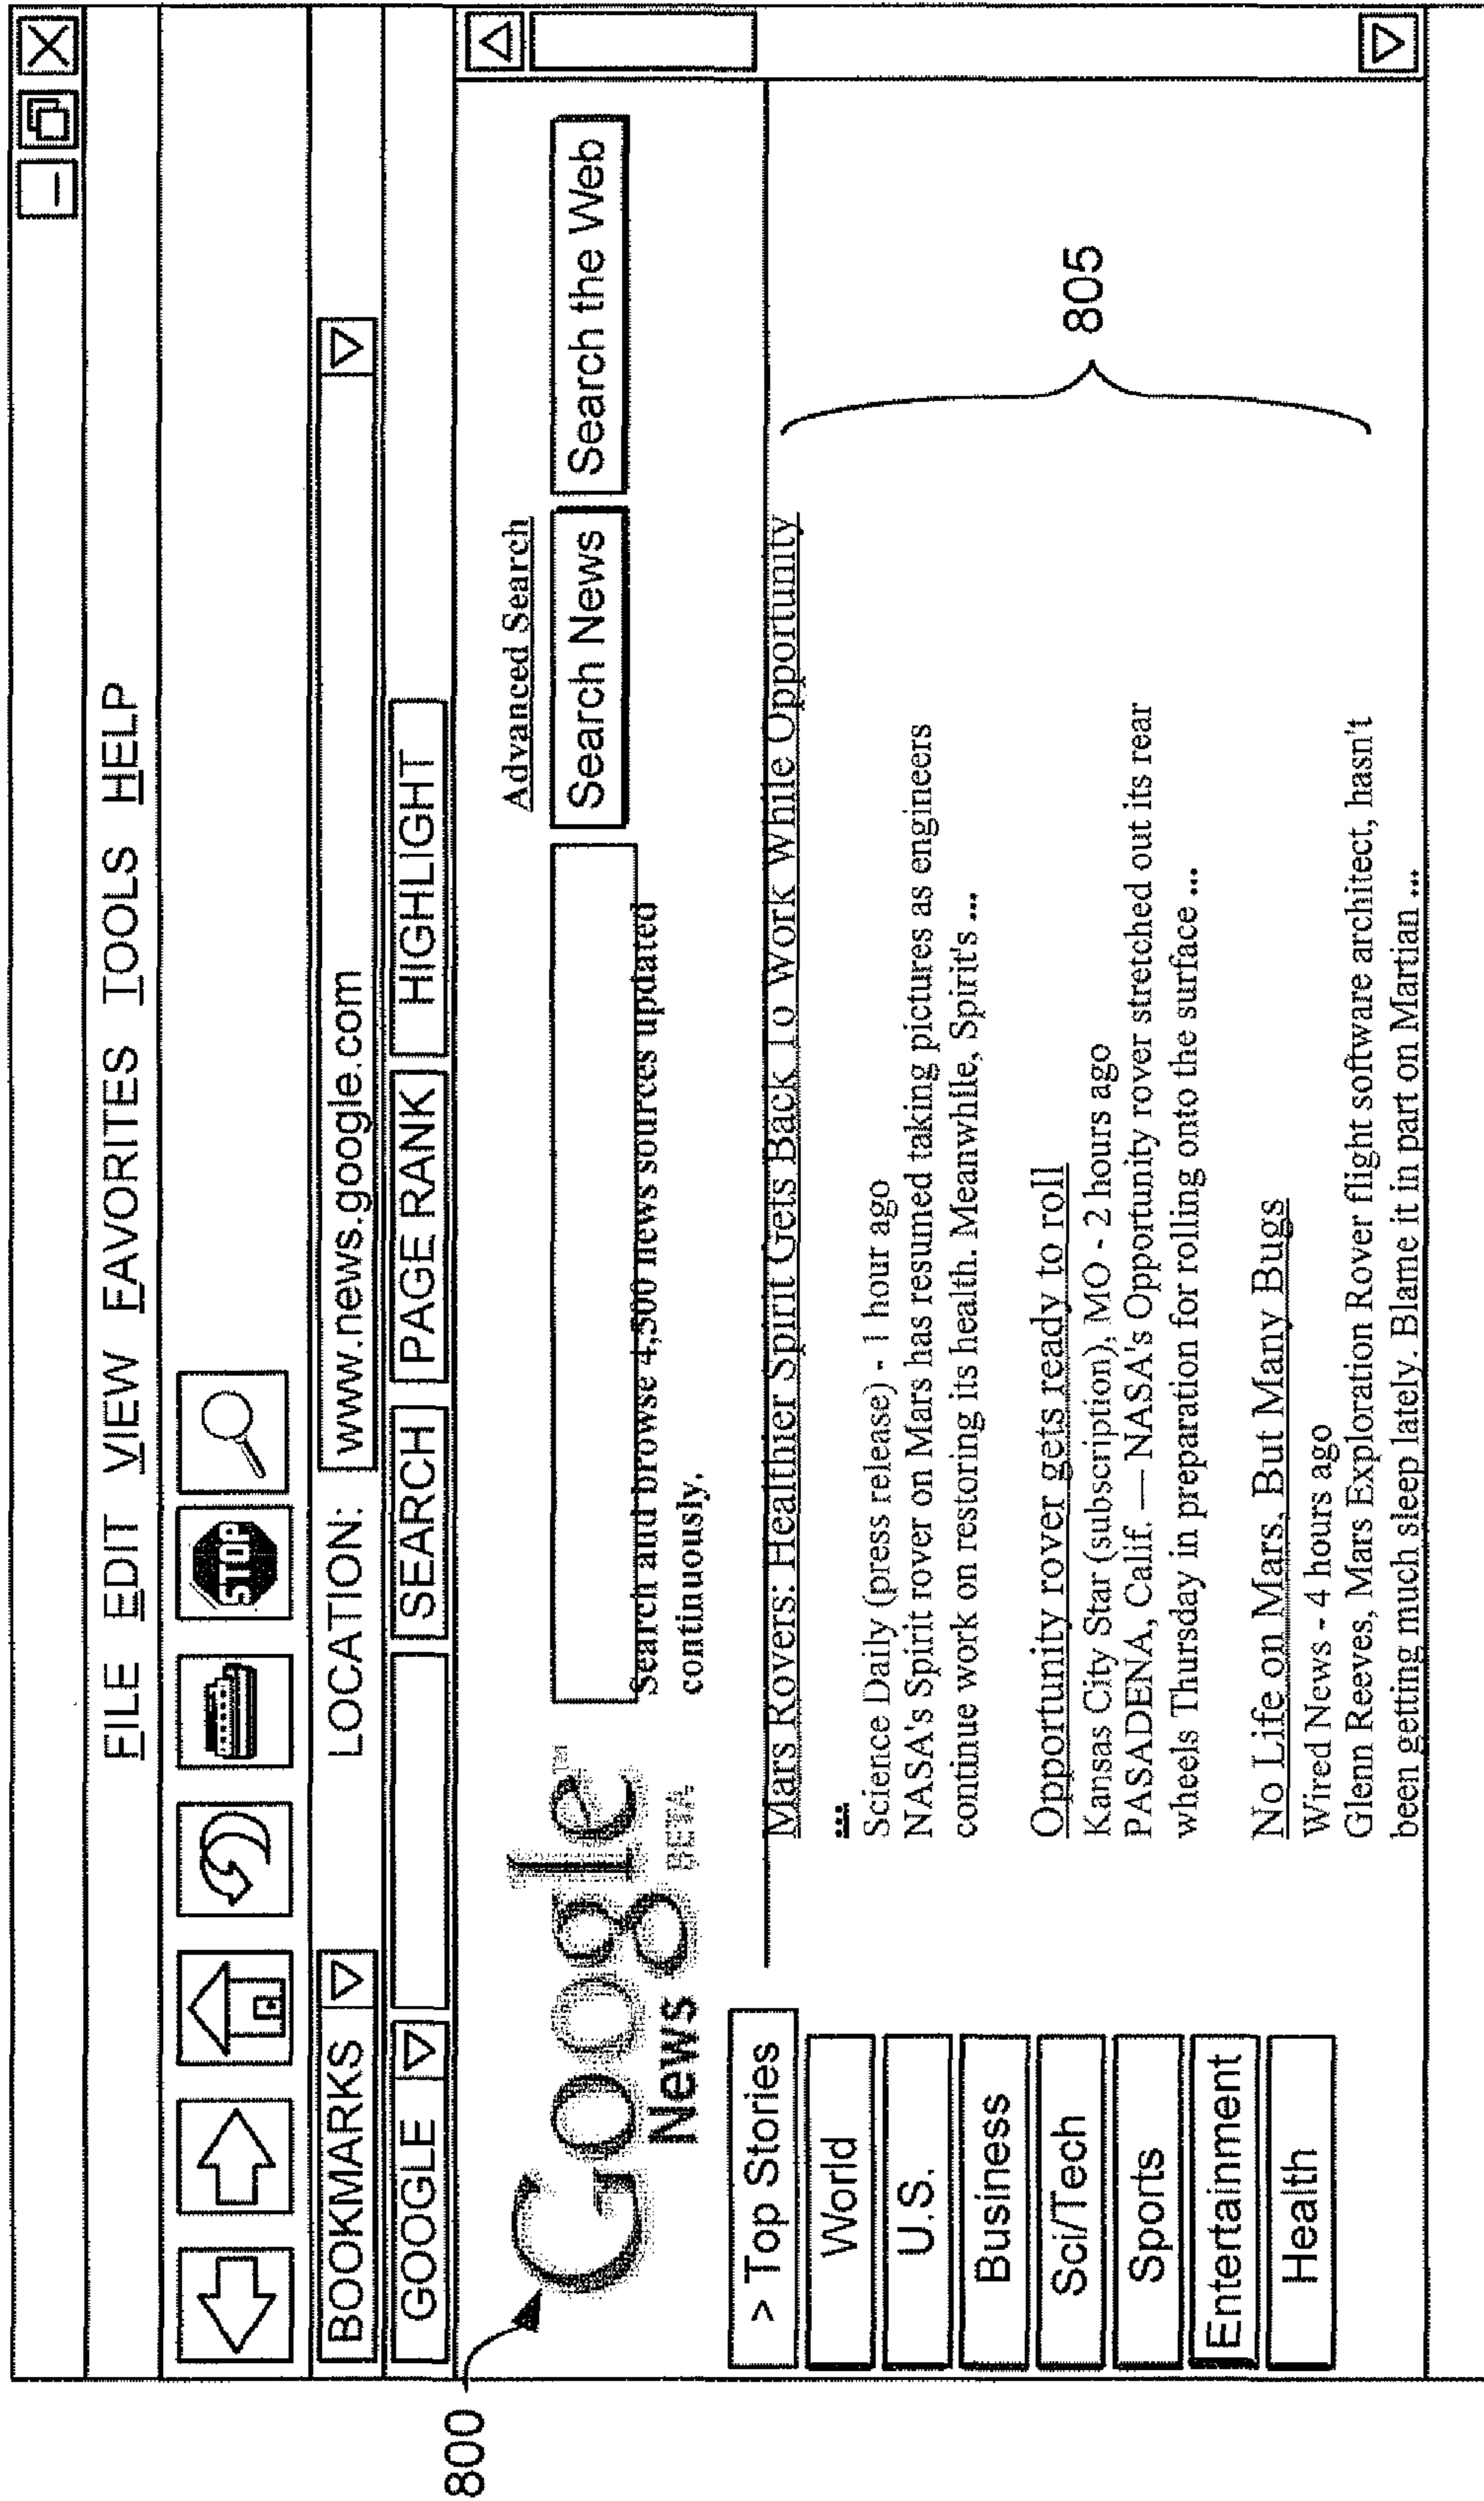 FILE EDIT VIEW FAVORITES TOOLS HELP
STOP
BOOKMARKS LOCATION: www.news.google.com
GOOGLE SEARCH PAGE RANK HIGHLIGHT
800
Advanced Search
Google™
Search News Search the Web
News BETA
Search and browse 4,500 news sources updated
continuously.
> Top Stories
World
U.S.
Business
Sci/Tech
Sports
Entertainment
Health
Mars Rovers: Healthier Spirit Gets Back To Work While Opportunity
...
Science Daily (press release) - 1 hour ago
NASA's Spirit rover on Mars has resumed taking pictures as engineers
continue work on restoring its health. Meanwhile, Spirit's ...
Opportunity rover gets ready to roll
Kansas City Star (subscription), MO - 2 hours ago
PASADENA, Calif. — NASA's Opportunity rover stretched out its rear
wheels Thursday in preparation for rolling onto the surface ...
No Life on Mars, But Many Bugs
Wired News - 4 hours ago
Glenn Reeves, Mars Exploration Rover flight software architect, hasn't
been getting much sleep lately. Blame it in part on Martian ...
805